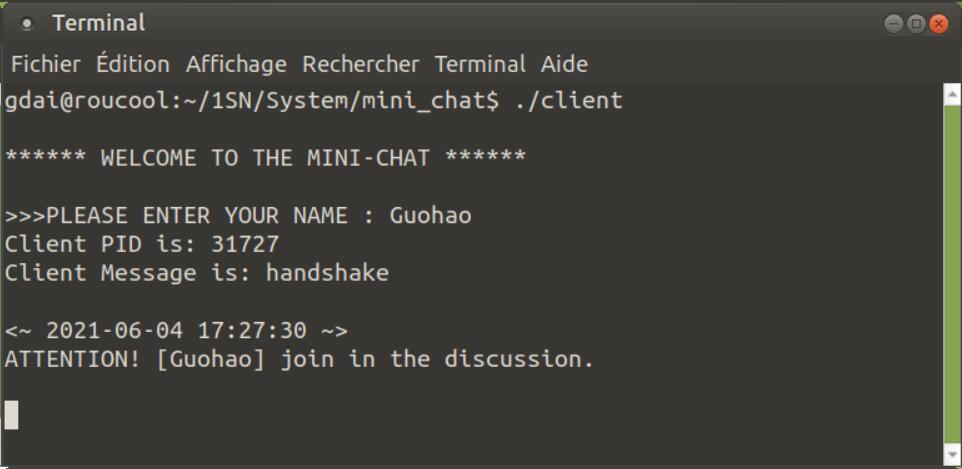 Terminal
Fichier Édition Affichage Rechercher Terminal Aide
gdai@roucool:~/1SN/System/mini_chat$ ./client
****** WELCOME TO THE MINI-CHAT ******
>>>PLEASE ENTER YOUR NAME : Guohao
Client PID is: 31727
Client Message is: handshake
<~ 2021-06-04 17:27:30 ~>
ATTENTION! [Guohao] join in the discussion.